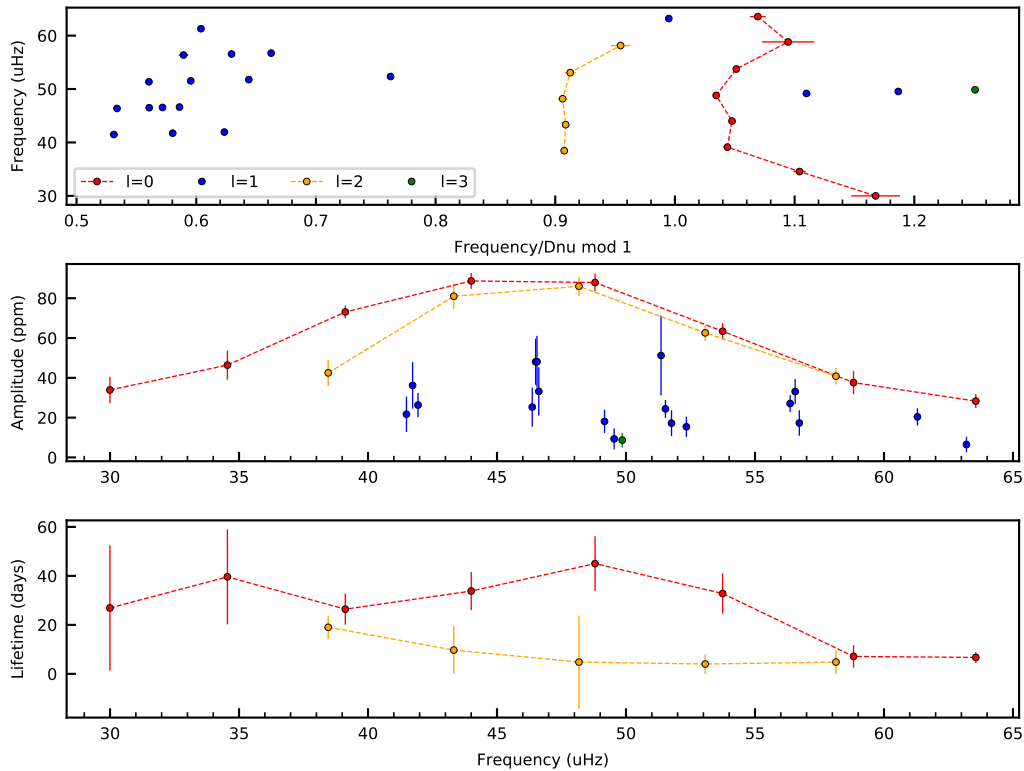 Frequency (uHz)
60
50
40
30
l=0 l=1 l=2 l=3
0.5 0.6 0.7 0.8 0.9 1.0 1.1 1.2
Frequency/Dnu mod 1
Amplitude (ppm)
80
60
40
20
0
30 35 40 45 50 55 60 65
Lifetime (days)
60
40
20
0
30 35 40 45 50 55 60 65
Frequency (uHz)